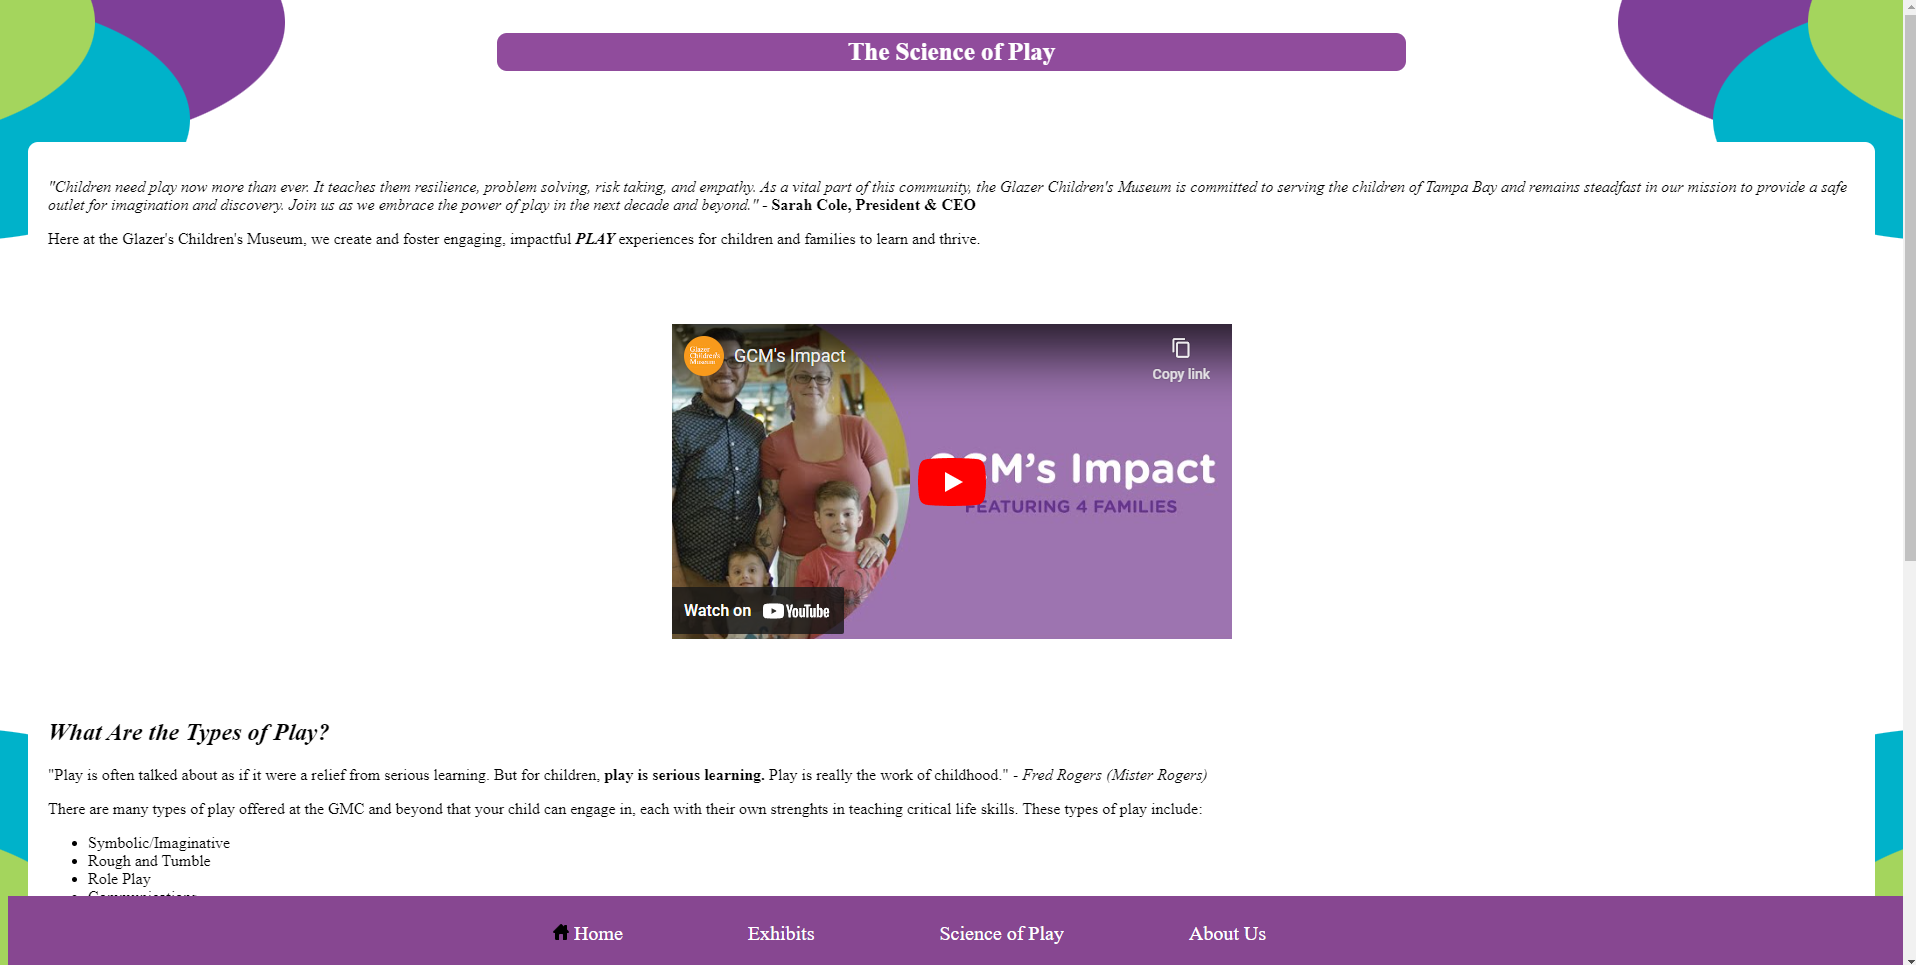 The Science of Play
"Children need play now more than ever. It teaches them resilience, problem solving, risk taking, and empathy. As a vital part of this community, the Glazer Children's Museum is committed to serving the children of Tampa Bay and remains steadfast in our mission to provide a safe
outlet for imagination and discovery. Join us as we embrace the power of play in the next decade and beyond." - Sarah Cole, President & CEO
Here at the Glazer's Children's Museum, we create and foster engaging, impactful PLAY experiences for children and families to learn and thrive.
Glazer
Children's
Museum
GCM's Impact
Copy link
GCM's Impact
FEATURING 4 FAMILIES
Watch on YouTube
What Are the Types of Play?
"Play is often talked about as if it were a relief from serious learning. But for children, play is serious learning. Play is really the work of childhood." - Fred Rogers (Mister Rogers)
There are many types of play offered at the GMC and beyond that your child can engage in, each with their own strenghts in teaching critical life skills. These types of play include:
• Symbolic/Imaginative
• Rough and Tumble
• Role Play
Home
Exhibits
Science of Play
About Us